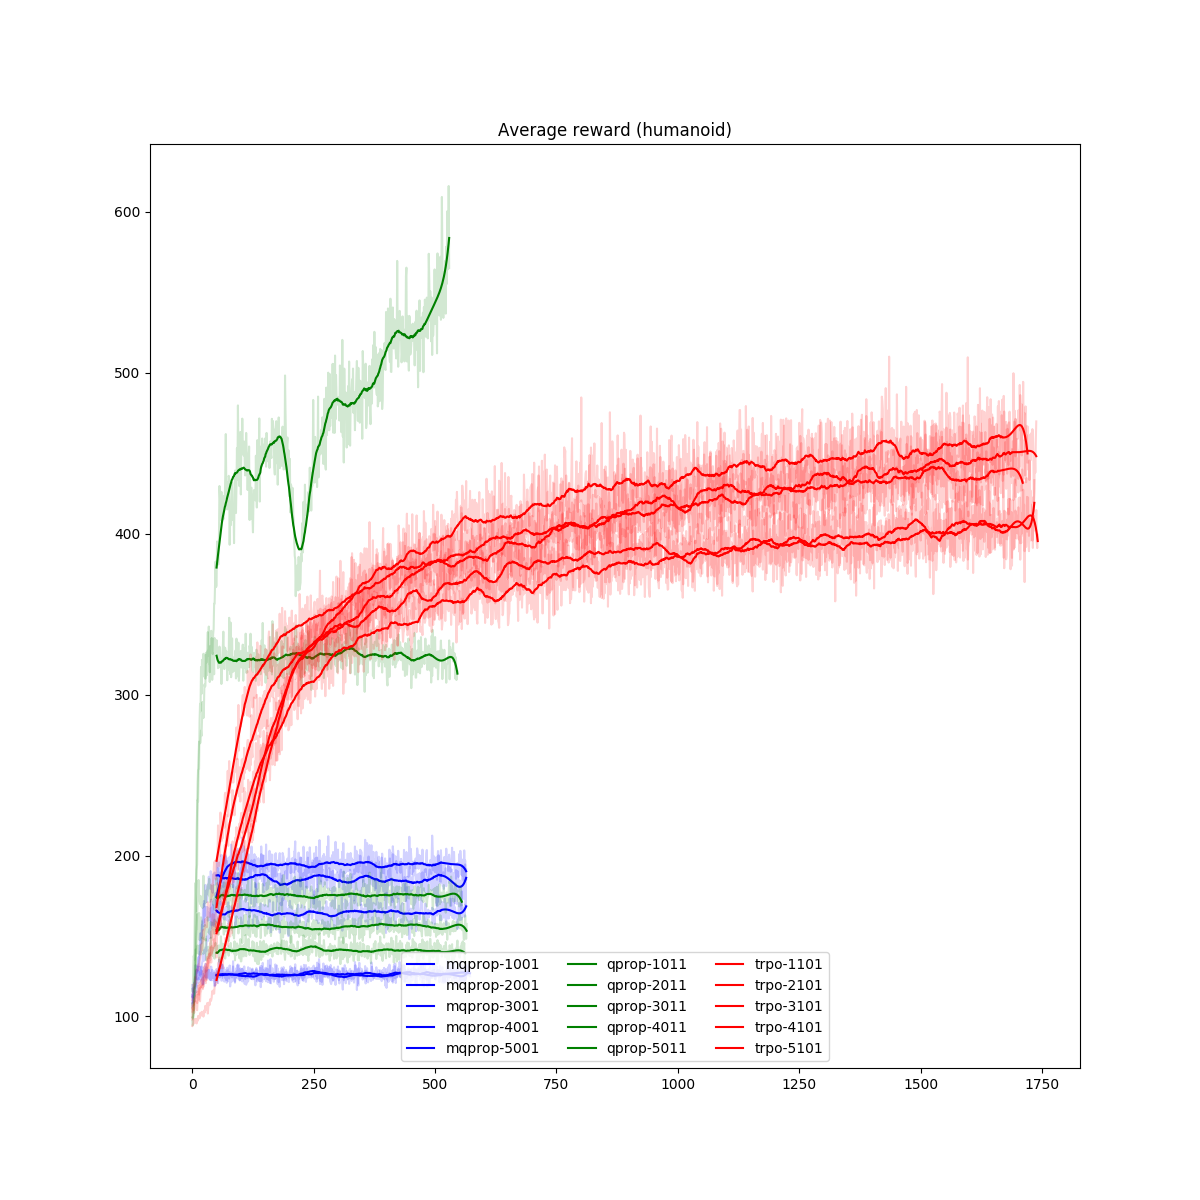 Average reward (humanoid)
600
500
400
300
200
100
mqprop-1001 qprop-1011 trpo-1101
mqprop-2001 qprop-2011 trpo-2101
mqprop-3001 qprop-3011 trpo-3101
mqprop-4001 qprop-4011 trpo-4101
mqprop-5001 qprop-5011 trpo-5101
0 250 500 750 1000 1250 1500 1750